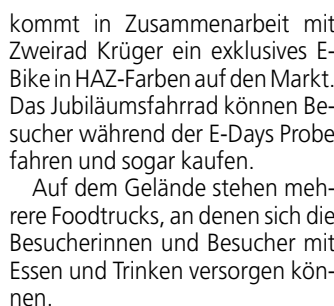 kommt in Zusammenarbeit mit
Zweirad Krüger ein exklusives E-
Bike in HAZ-Farben auf den Markt.
Das Jubiläumsfahrrad können Be-
sucher während der E-Days Probe
fahren und sogar kaufen.
Auf dem Gelände stehen meh-
rere Foodtrucks, an denen sich die
Besucherinnen und Besucher mit
Essen und Trinken versorgen kön-
nen.